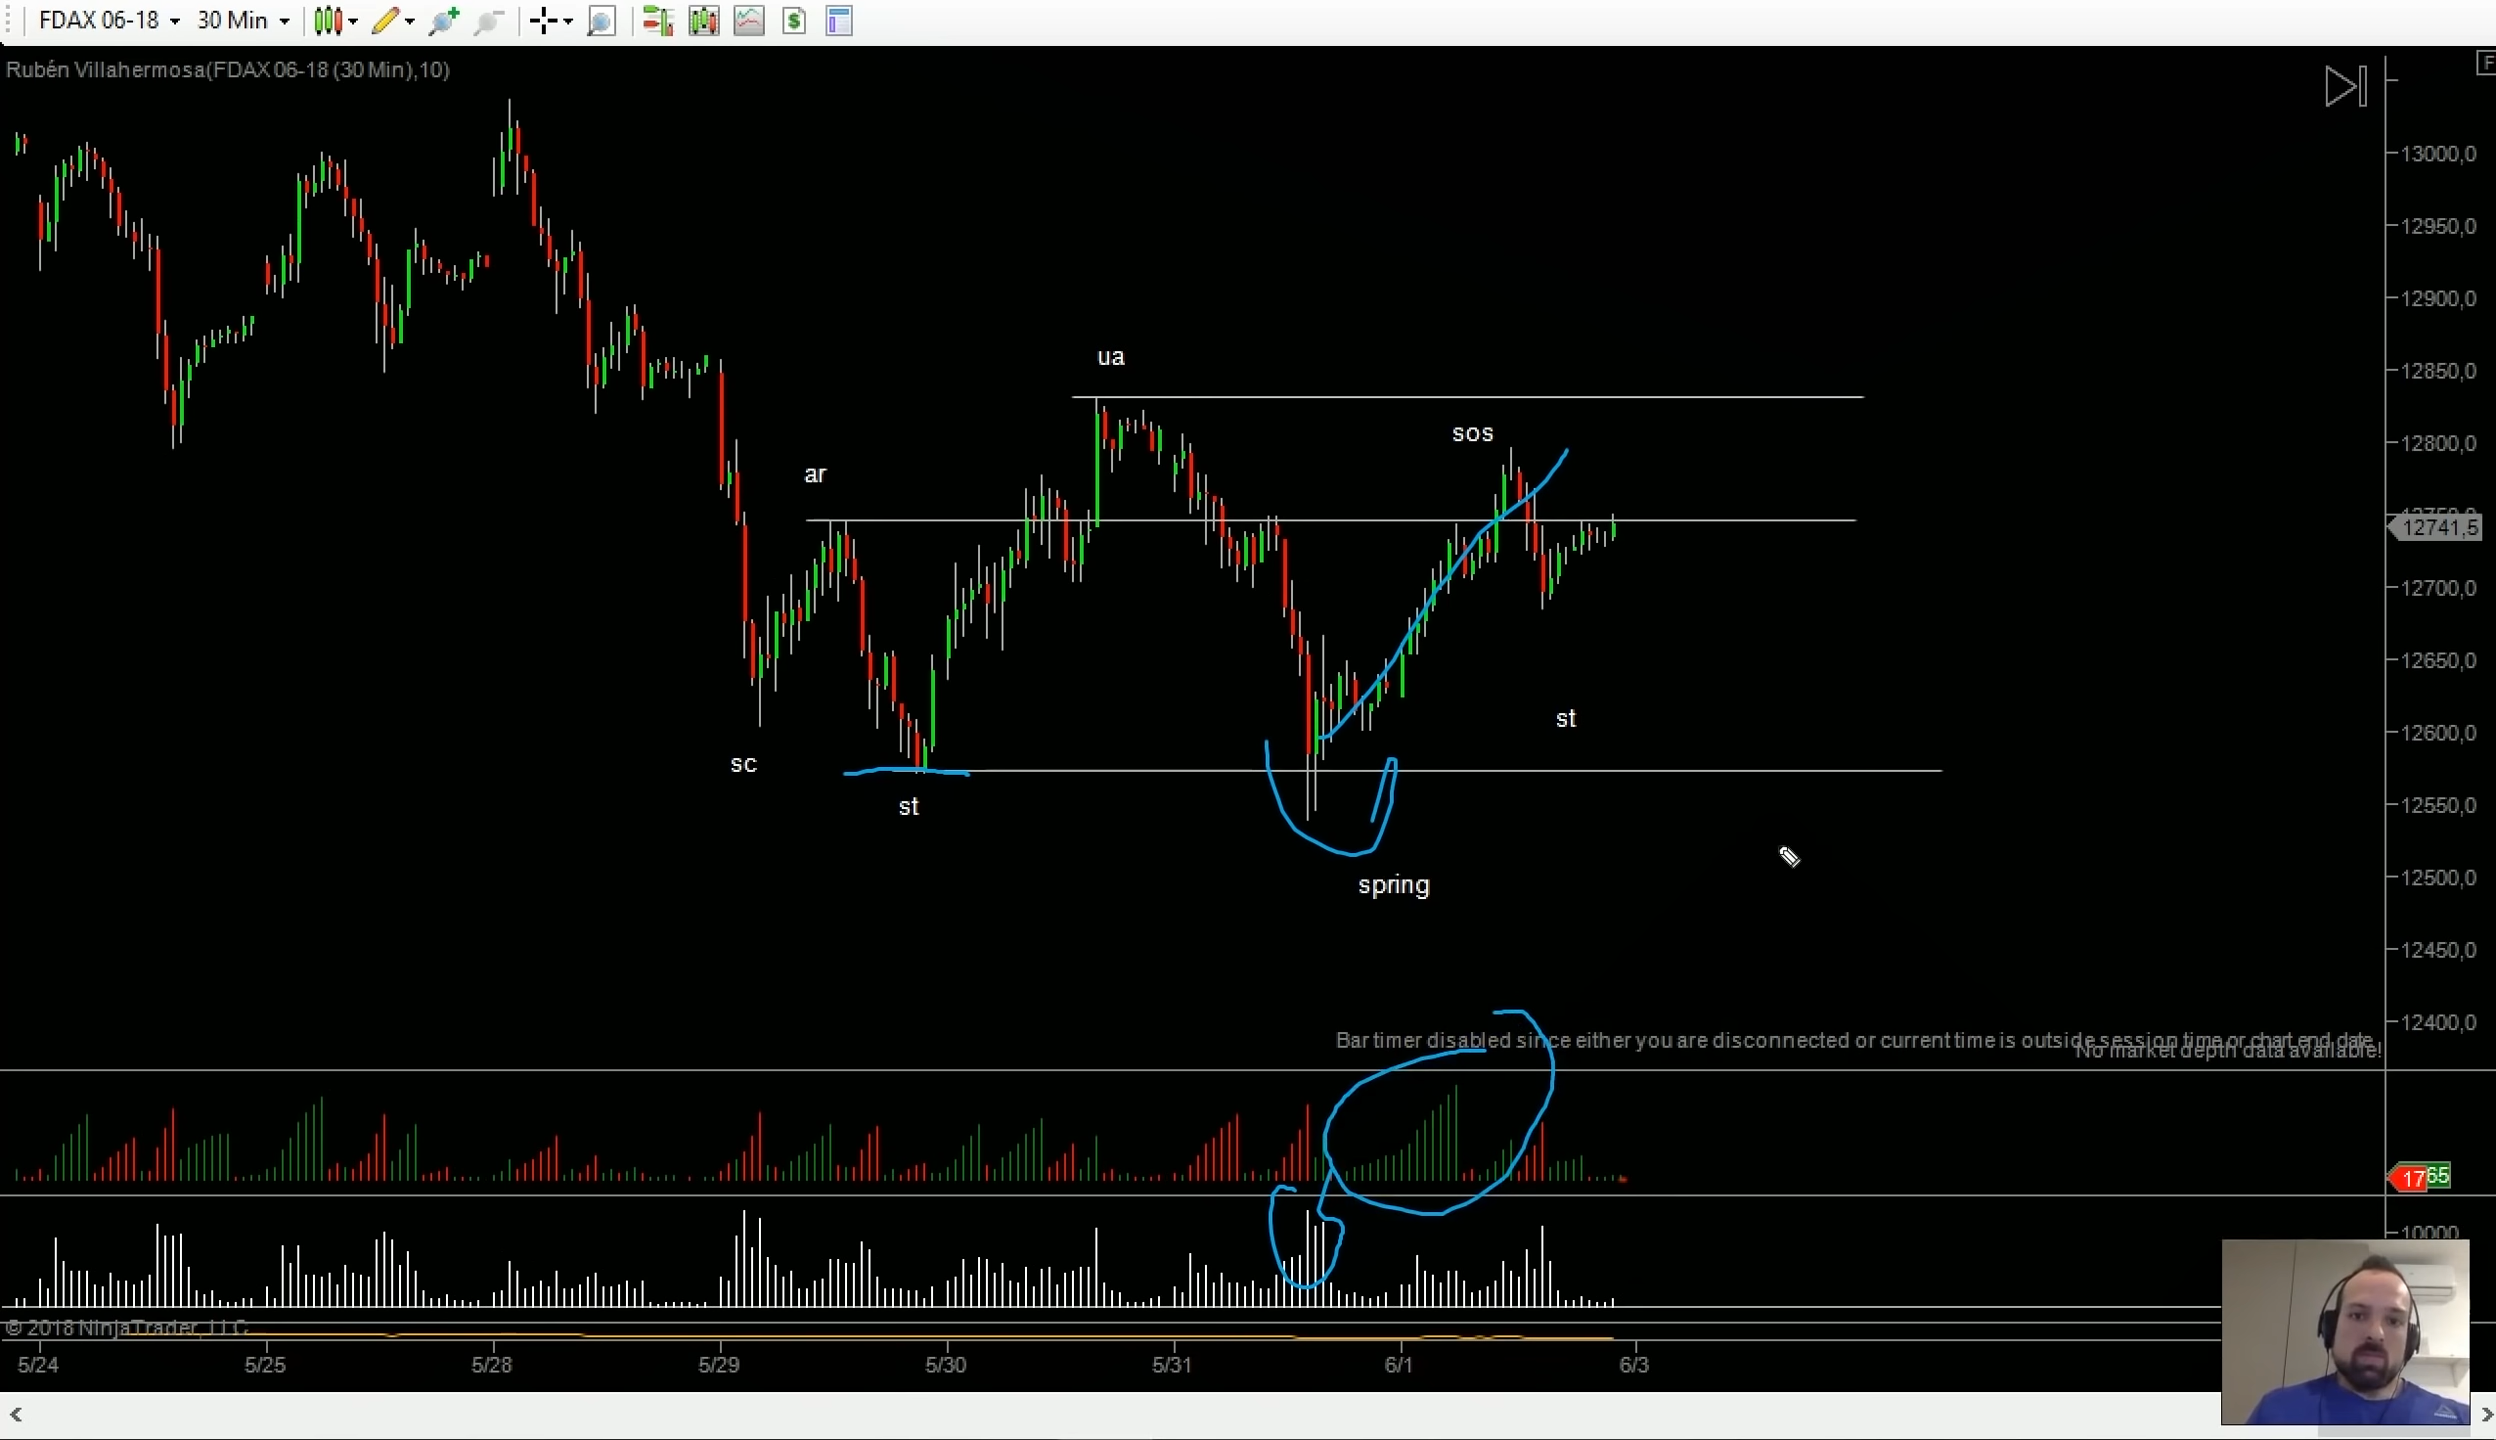 FDAX 06-18 30 Min
Rubén Villahermosa(FDAX 06-18 (30 Min),10)
F
13000,0
12950,0
12900,0
12850,0
ua
12800,0
sos
ar
12750,0
12741,5
12700,0
12650,0
st
12600,0
sc
st
12550,0
spring
12500,0
12450,0
12400,0
Bar timer disabled since either you are disconnected or current time is outside session time or chart end date
No market depth data available!
17 65
10000
© 2018 NinjaTrader, LLC
5/24 5/25 5/28 5/29 5/30 5/31 6/1 6/3